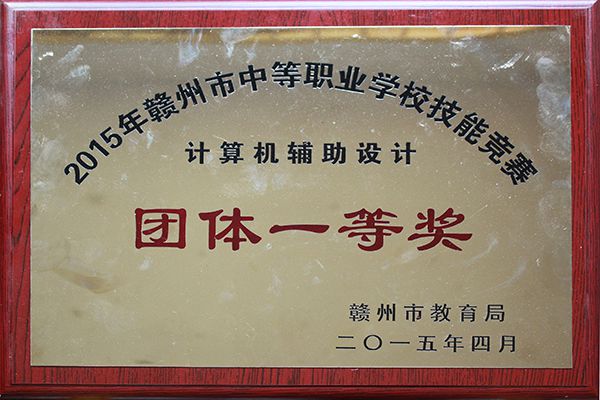 2015年赣州市中等职业学校技能竞赛
计算机辅助设计
团体一等奖
赣州市教育局
二〇一五年四月